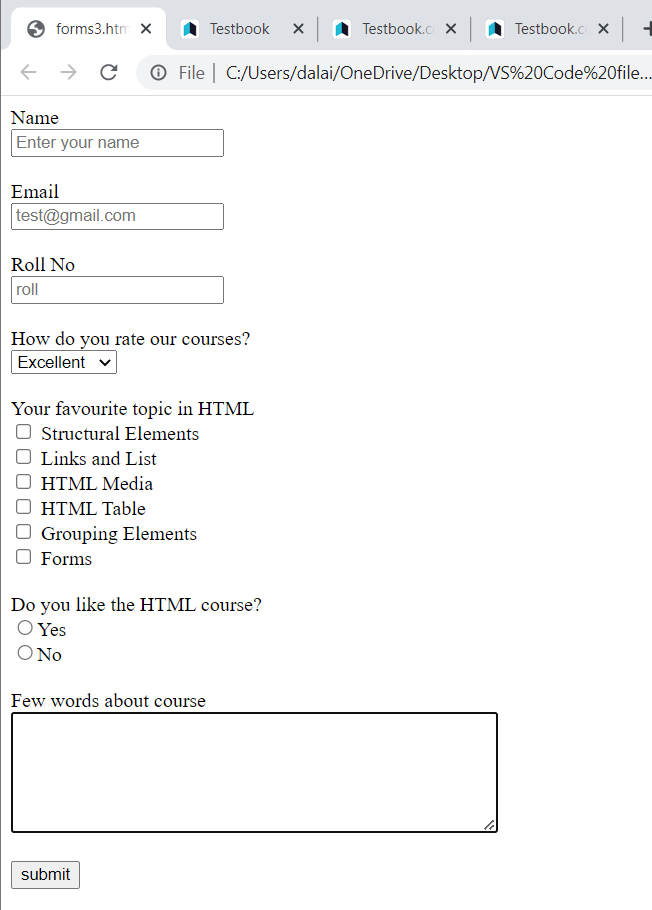 forms3.htm Testbook Testbook.c Testbook.c
File C:/Users/dalai/OneDrive/Desktop/VS%20Code%20file...
Name
Enter your name
Email
test@gmail.com
Roll No
roll
How do you rate our courses?
Excellent
Your favourite topic in HTML
Structural Elements
Links and List
HTML Media
HTML Table
Grouping Elements
Forms
Do you like the HTML course?
Yes
No
Few words about course
submit